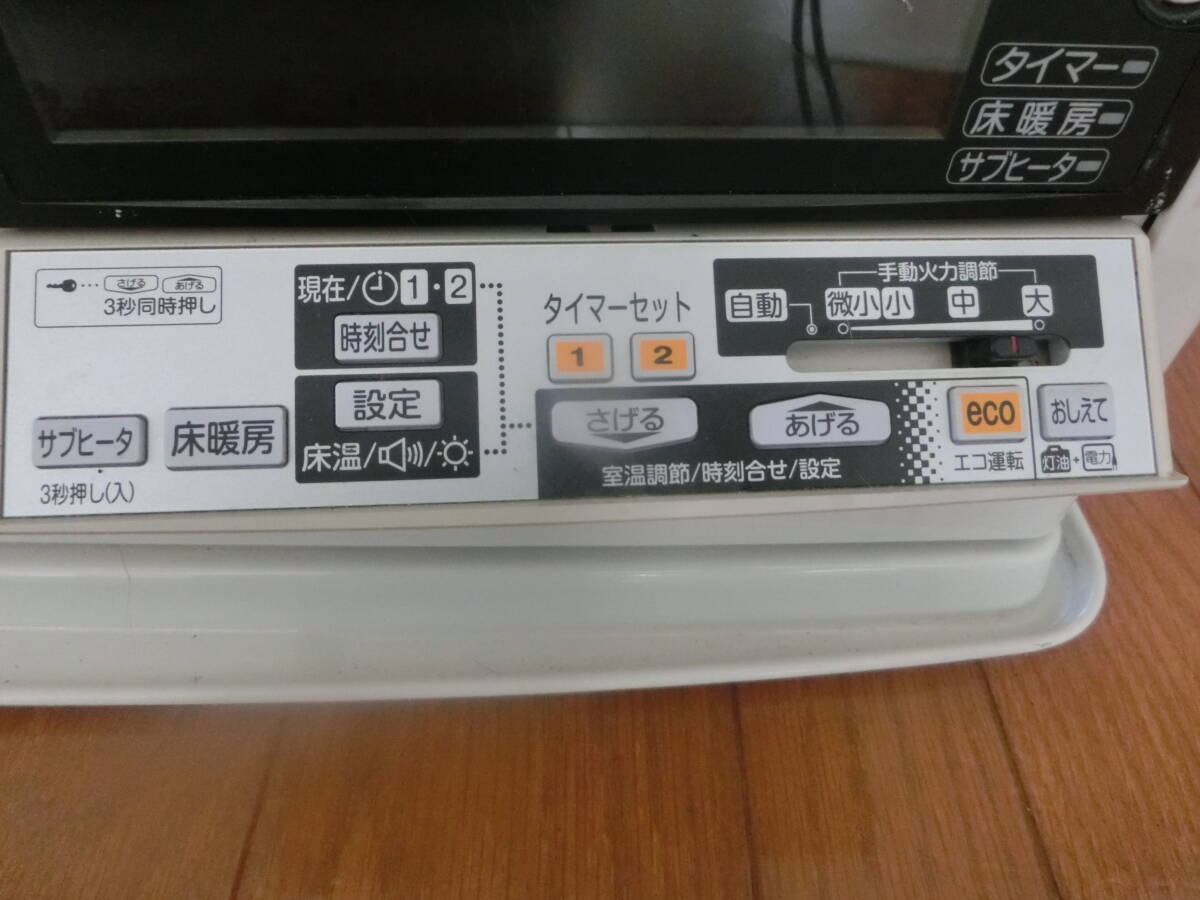 タイマー
床暖房
サブヒータ
さげる あげる
3秒同時押し
現在/1・2
時刻合せ
設定
床温/
サブヒータ
3秒押し(入)
床暖房
タイマーセット
1 2
さげる あげる
室温調節/時刻合せ/設定
手動火力調節
自動 微小 小 中 大
eco
エコ運転
おしえて
灯油+電力